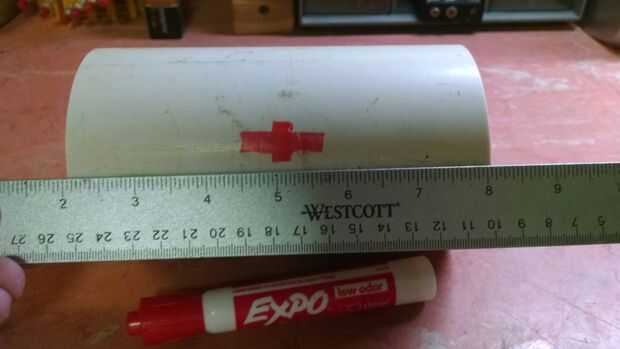 2 3 4 5 6 7 8 9
WESTCOTT®
27 26 25 24 23 22 21 20 19 18 17 16 15 14 13 12 11 10 9 8 7 6 5
EXPO low odor